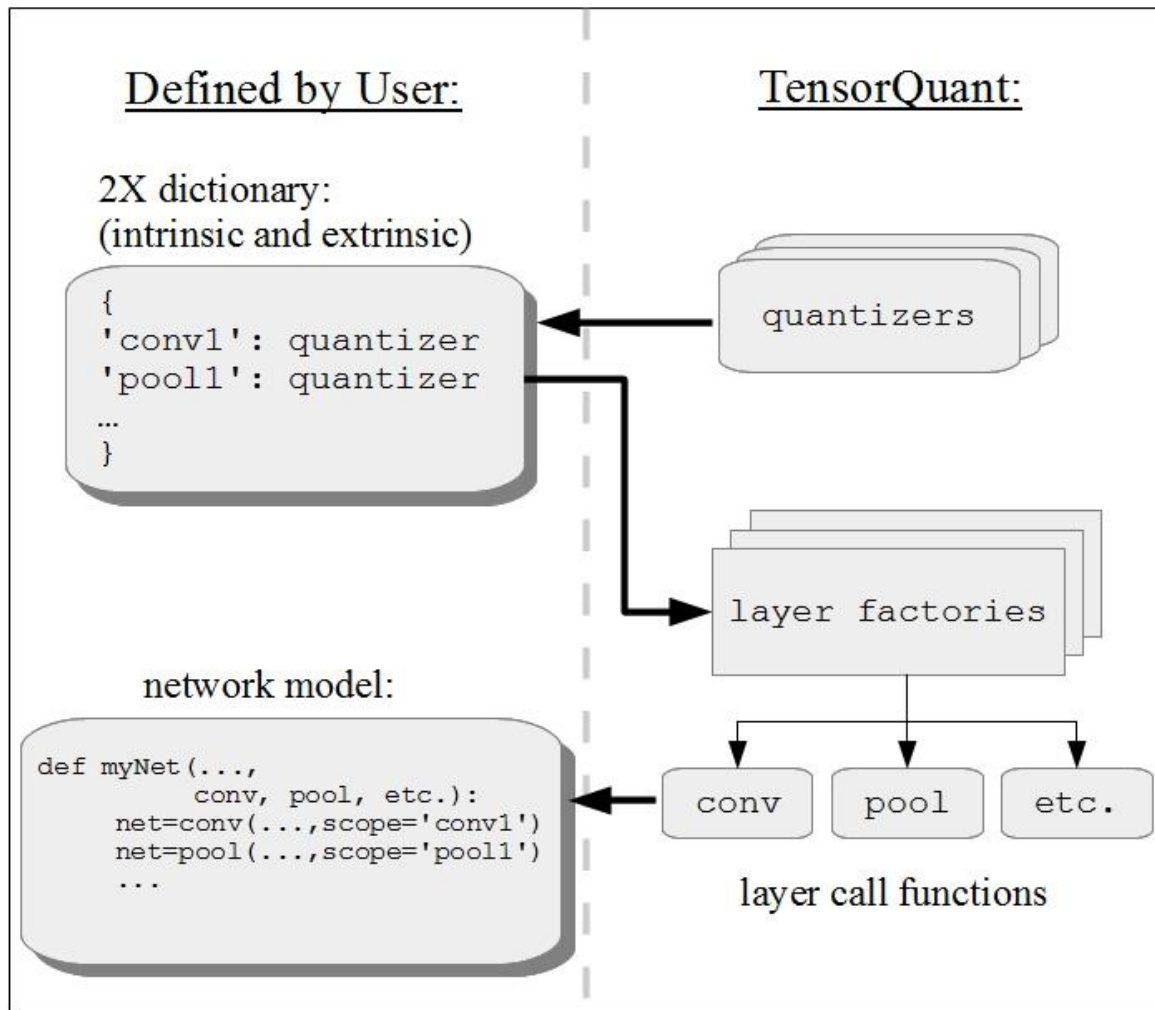 Defined by User:
2X dictionary:
(intrinsic and extrinsic)
{
'conv1': quantizer
'pool1': quantizer
…
}
network model:
def myNet(...,
conv, pool, etc.):
net=conv(...,scope='conv1')
net=pool(...,scope='pool1')
...
TensorQuant:
quantizers
layer factories
conv
pool
etc.
layer call functions